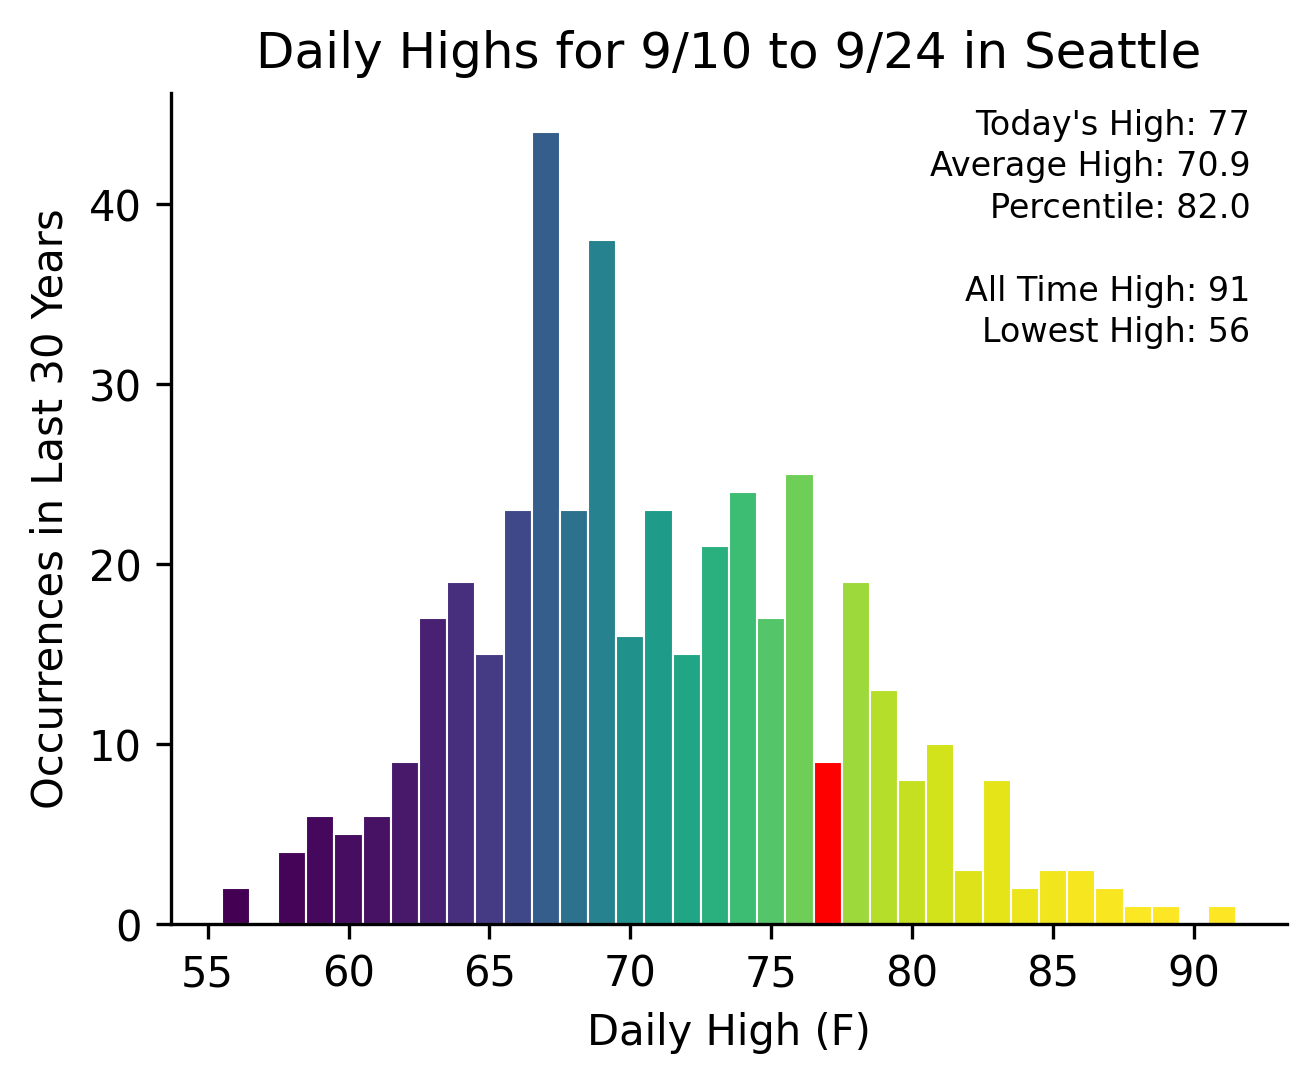 Daily Highs for 9/10 to 9/24 in Seattle
Today's High: 77
Average High: 70.9
Percentile: 82.0
All Time High: 91
Lowest High: 56
Occurrences in Last 30 Years
40
30
20
10
0
55 60 65 70 75 80 85 90
Daily High (F)